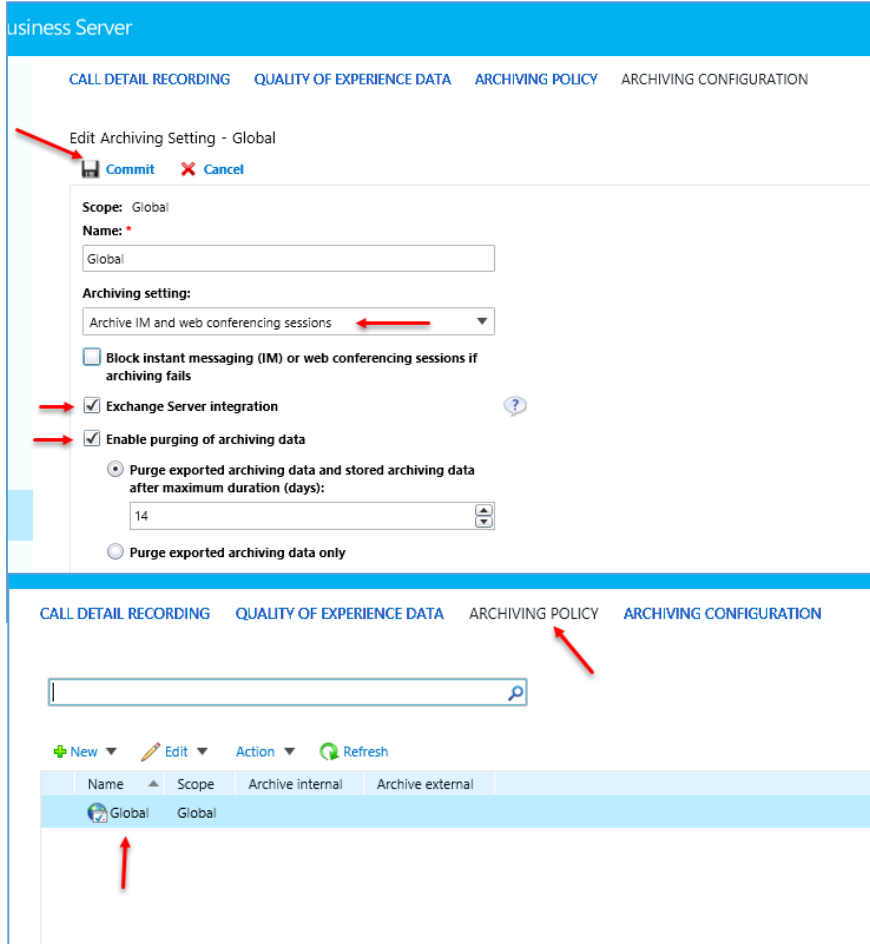 usiness Server
CALL DETAIL RECORDING QUALITY OF EXPERIENCE DATA ARCHIVING POLICY ARCHIVING CONFIGURATION
Edit Archiving Setting - Global
Commit Cancel
Scope: Global
Name: *
Global
Archiving setting:
Archive IM and web conferencing sessions
Block instant messaging (IM) or web conferencing sessions if
archiving fails
Exchange Server integration
?
Enable purging of archiving data
Purge exported archiving data and stored archiving data
after maximum duration (days):
14
Purge exported archiving data only
CALL DETAIL RECORDING QUALITY OF EXPERIENCE DATA ARCHIVING POLICY ARCHIVING CONFIGURATION
New Edit Action Refresh
Name Scope Archive internal Archive external
Global Global